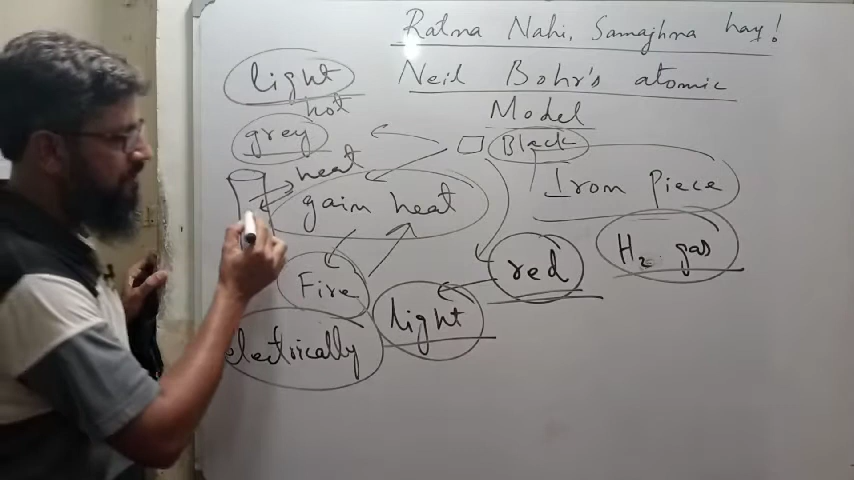 Ratna Nahi, Samajhna hay!
light
Neil Bohr's atomic
Model
hot
grey
Black
heat
Iron Piece
gain heat
H2 gas
red
Fire
light
electrically